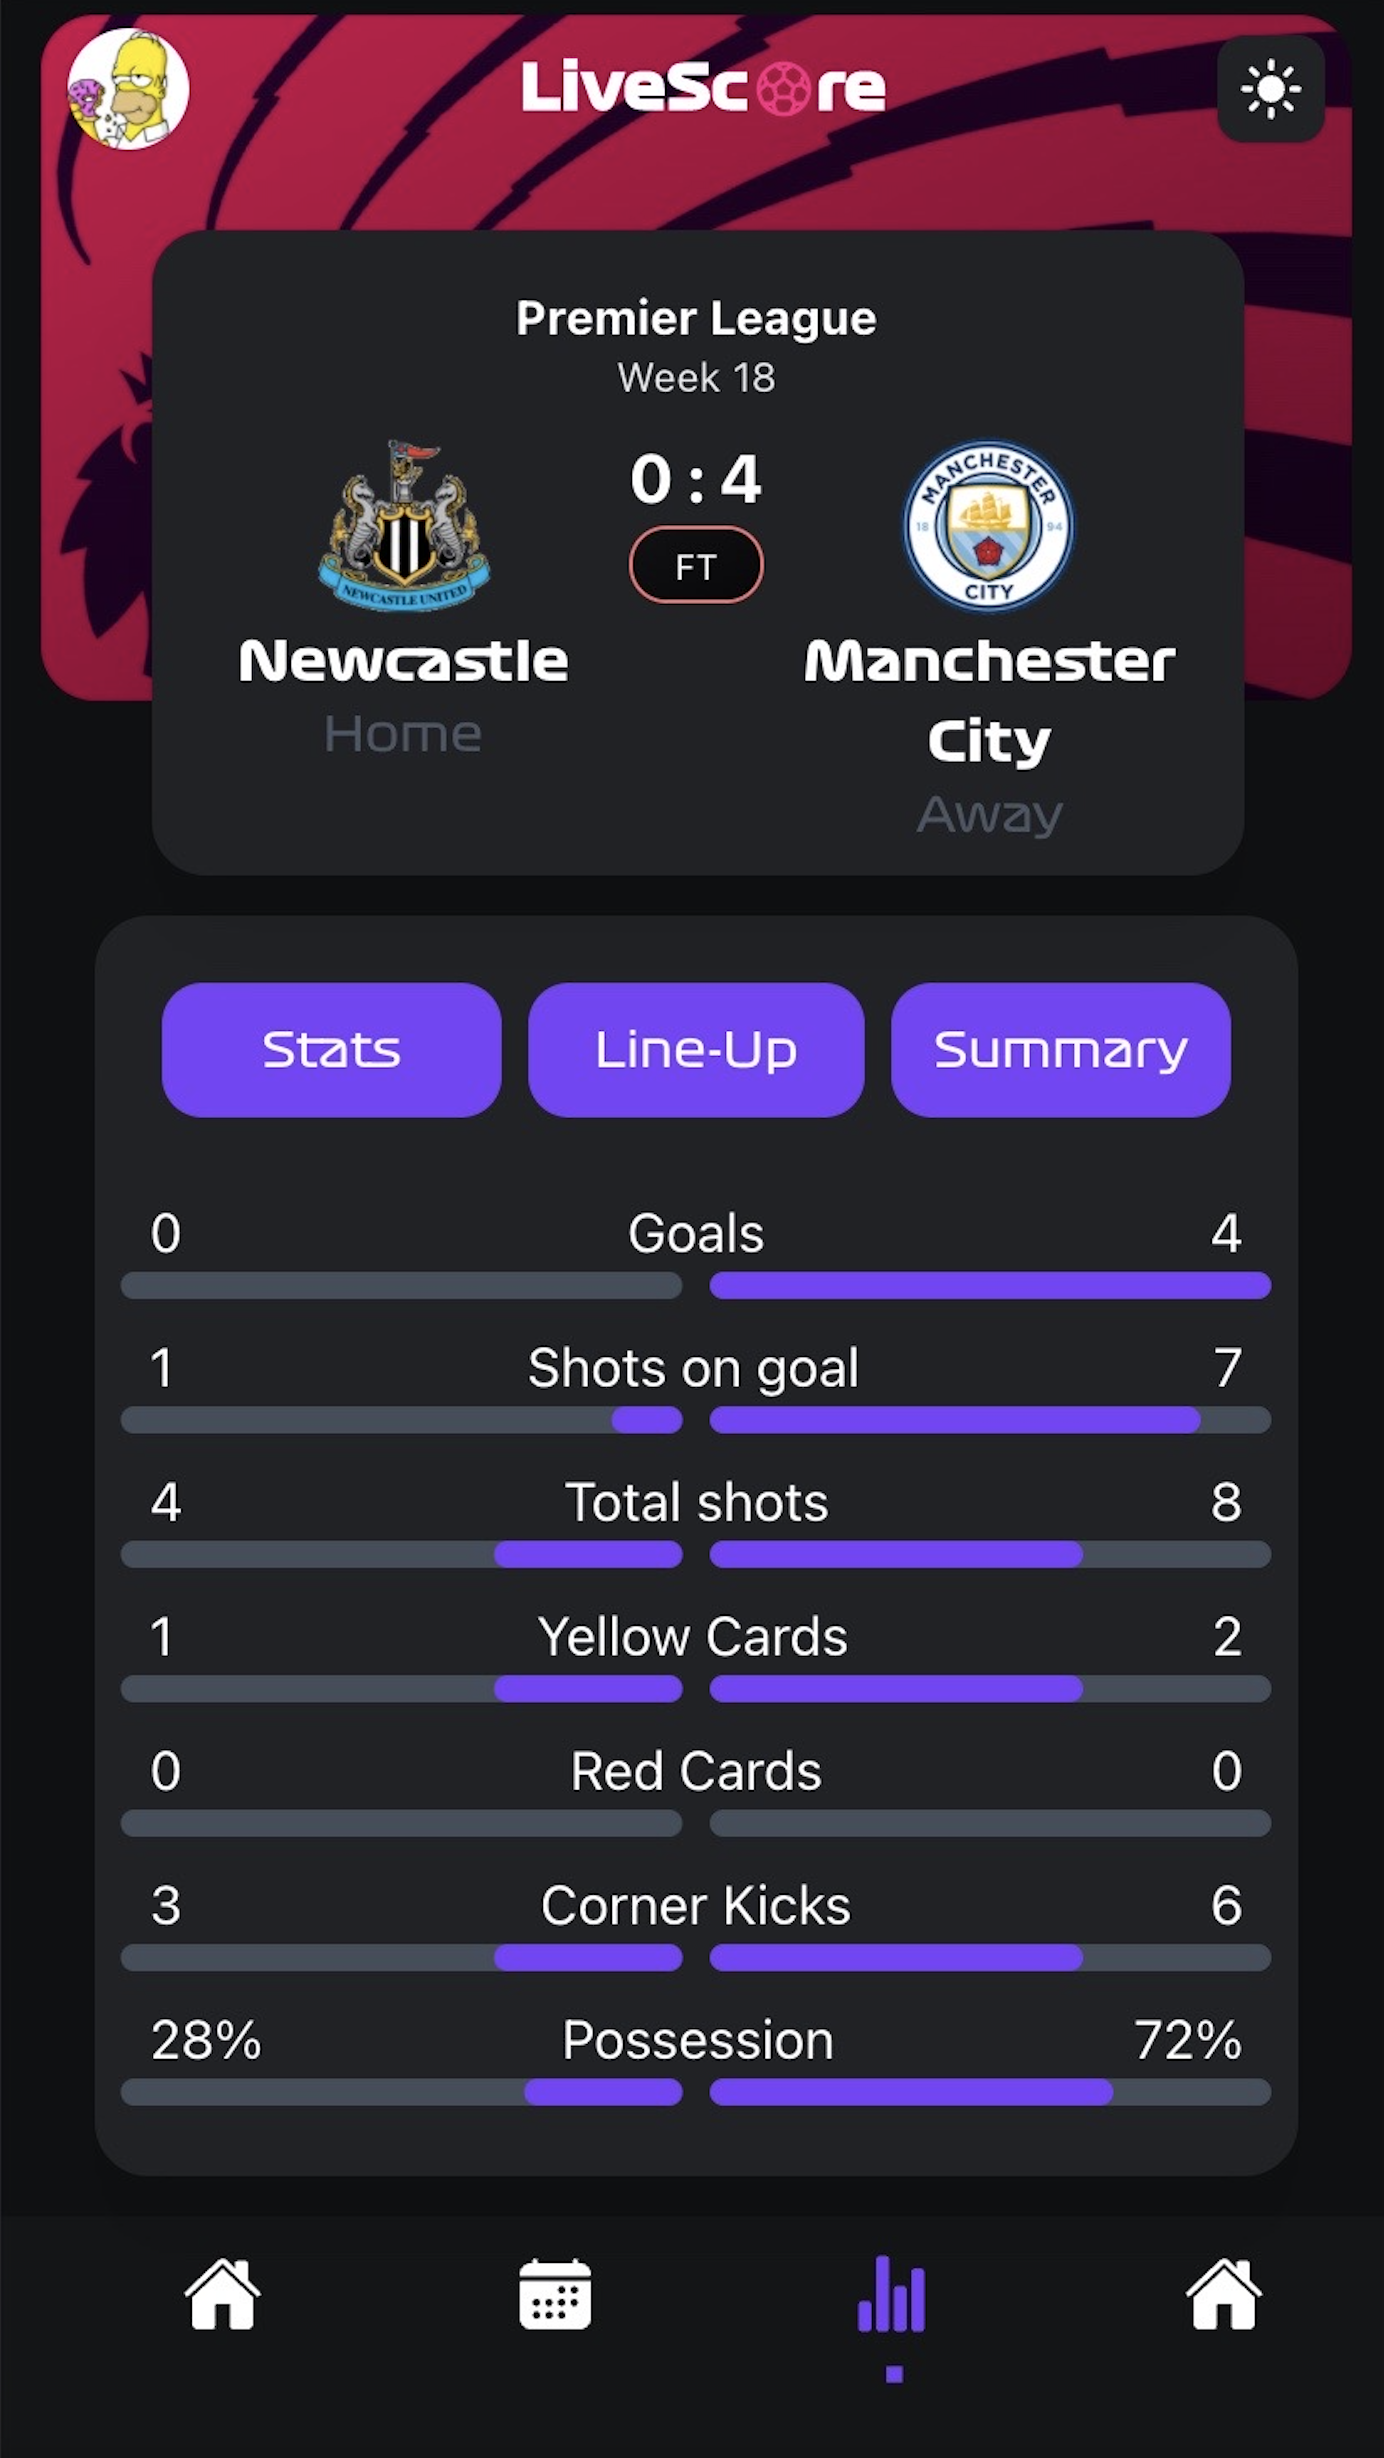 LiveScore
Premier League
Week 18
0 : 4
FT
NEWCASTLE UNITED
MANCHESTER
18 94
CITY
Newcastle
Home
Manchester
City
Away
Stats Line-Up Summary
0 Goals 4
1 Shots on goal 7
4 Total shots 8
1 Yellow Cards 2
0 Red Cards 0
3 Corner Kicks 6
28% Possession 72%